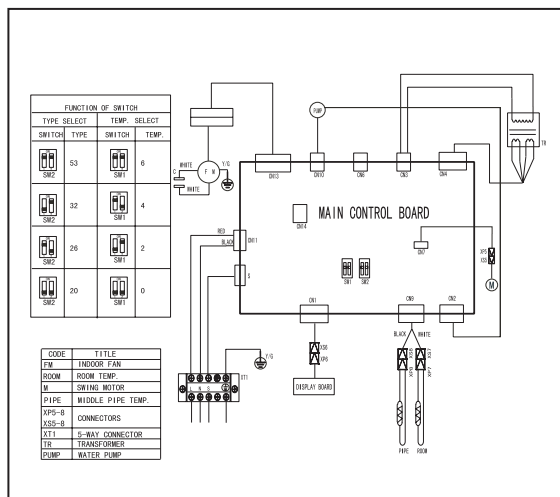 FUNCTION OF SWITCH
TYPE SELECT TEMP. SELECT
SWITCH TYPE SWITCH TEMP.
SW2 53 SW1 6
SW2 32 SW1 4
SW2 26 SW1 2
SW2 20 SW1 0
CODE TITLE
FM INDOOR FAN
ROOM ROOM TEMP.
M SWING MOTOR
PIPE MIDDLE PIPE TEMP.
XP5-8
XS5-8 CONNECTORS
XT1 5-WAY CONNECTOR
TR TRANSFORMER
PUMP WATER PUMP
C WHITE
WHITE
F M
Y/G
PUMP
TR
CN13 CN10 CN6 CN3 CN4
MAIN CONTROL BOARD
CN14
RED
BLACK
CN11
S
CN7
XP5
XS5
M
SW1 SW2
CN1 CN9 CN2
Y/G
XT1
L N S
XS6
XP6
DISPLAY BOARD
BLACK WHITE
XS7
XP7
PIPE ROOM